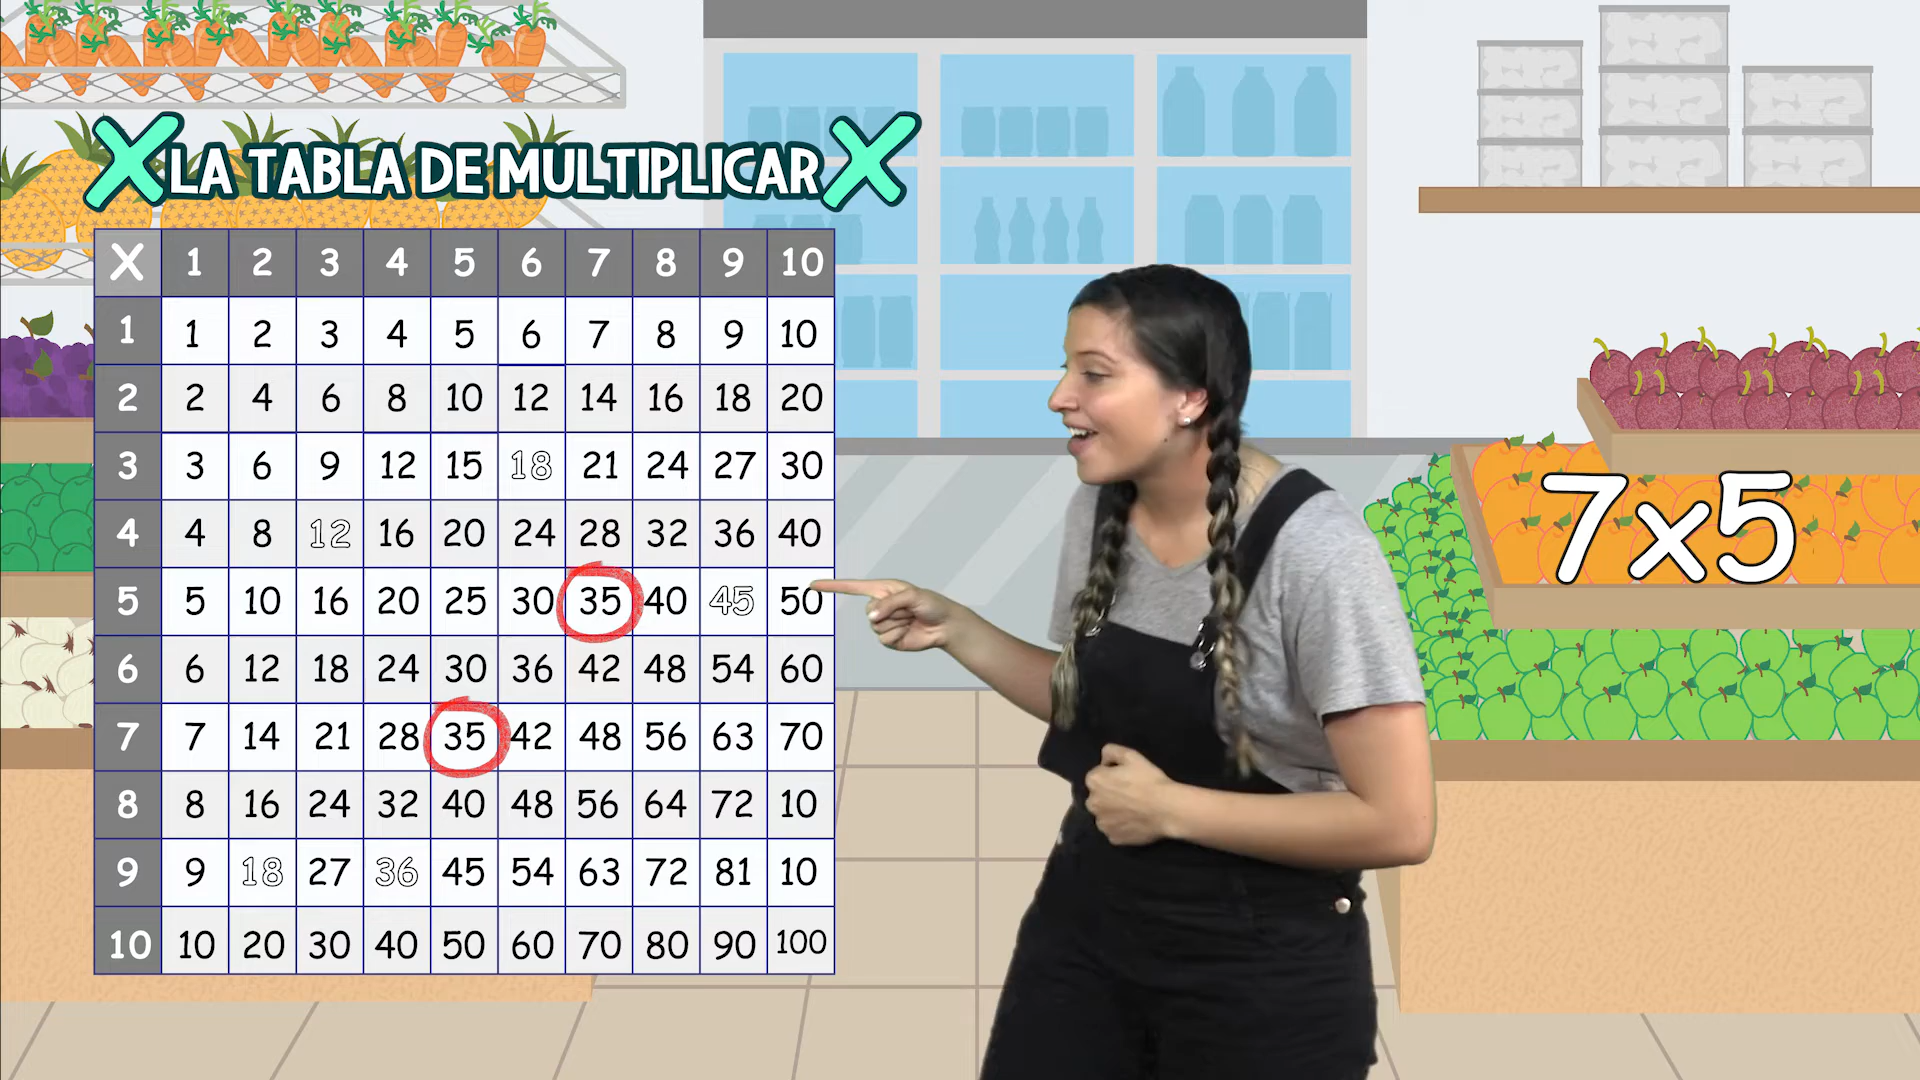 X LA TABLA DE MULTIPLICAR X
X 1 2 3 4 5 6 7 8 9 10
1 1 2 3 4 5 6 7 8 9 10
2 2 4 6 8 10 12 14 16 18 20
3 3 6 9 12 15 18 21 24 27 30
4 4 8 12 16 20 24 28 32 36 40
5 5 10 16 20 25 30 35 40 45 50
6 6 12 18 24 30 36 42 48 54 60
7 7 14 21 28 35 42 48 56 63 70
8 8 16 24 32 40 48 56 64 72 10
9 9 18 27 36 45 54 63 72 81 10
10 10 20 30 40 50 60 70 80 90 100
7x5